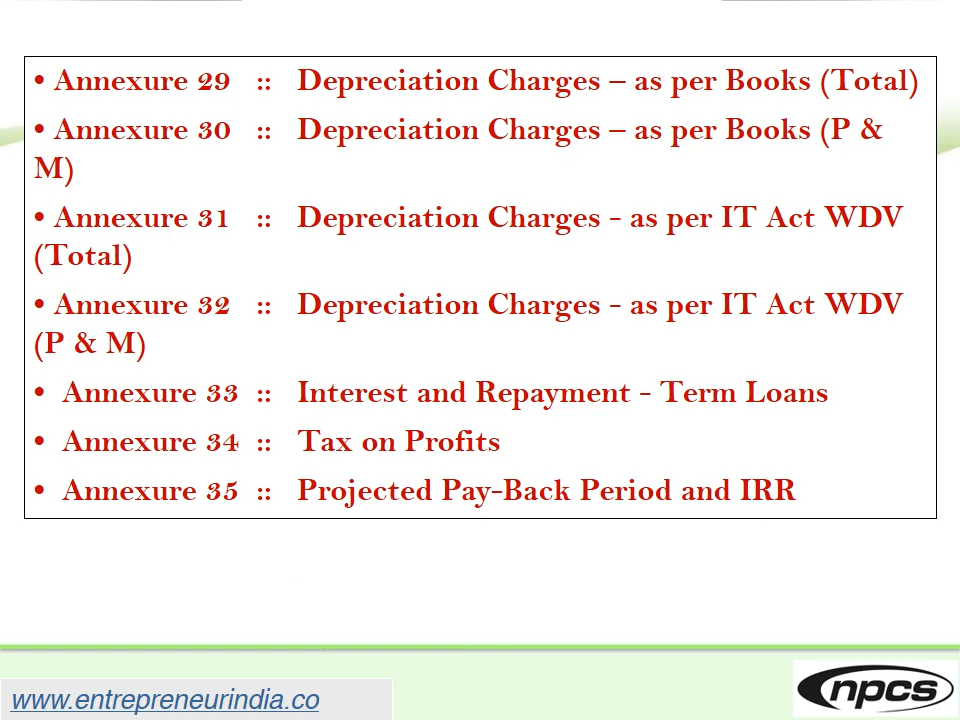 • Annexure 29 :: Depreciation Charges – as per Books (Total)
• Annexure 30 :: Depreciation Charges – as per Books (P &
M)
• Annexure 31 :: Depreciation Charges - as per IT Act WDV
(Total)
• Annexure 32 :: Depreciation Charges - as per IT Act WDV
(P & M)
• Annexure 33 :: Interest and Repayment - Term Loans
• Annexure 34 :: Tax on Profits
• Annexure 35 :: Projected Pay-Back Period and IRR
www.entrepreneurindia.co
npcs